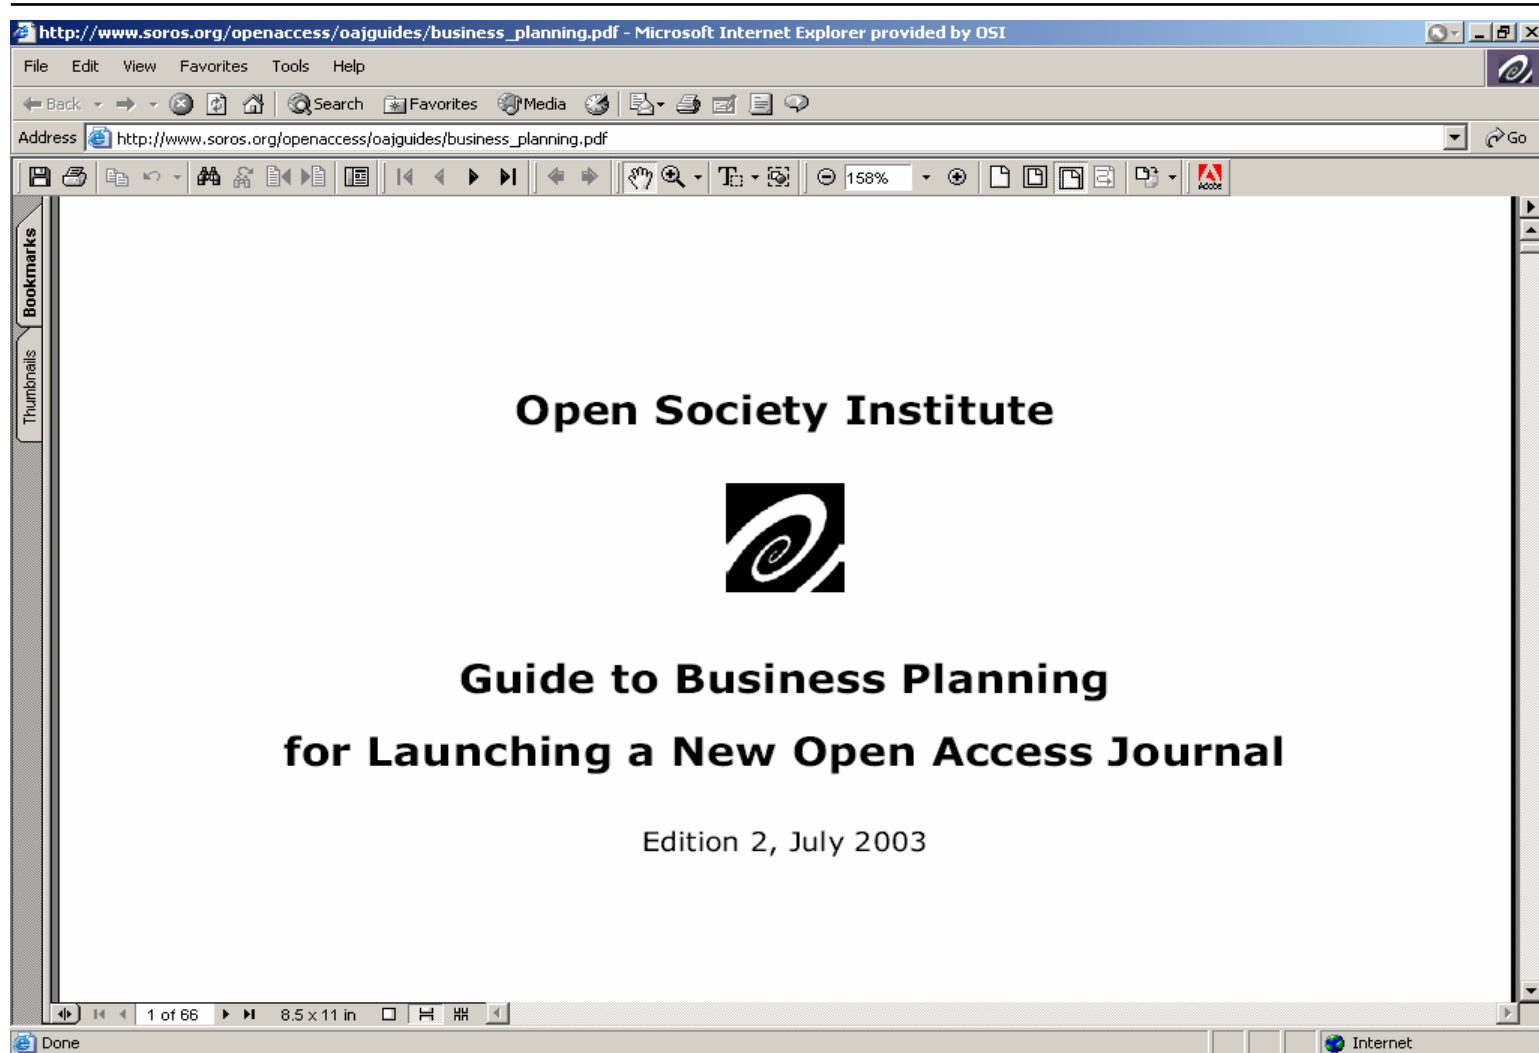 http://www.soros.org/openaccess/oajguides/business_planning.pdf - Microsoft Internet Explorer provided by OSI
File Edit View Favorites Tools Help
Back Search Favorites Media
Address http://www.soros.org/openaccess/oajguides/business_planning.pdf Go
158% Adobe
Bookmarks
Thumbnails
Open Society Institute
Guide to Business Planning
for Launching a New Open Access Journal
Edition 2, July 2003
1 of 66 8.5 x 11 in
Done Internet